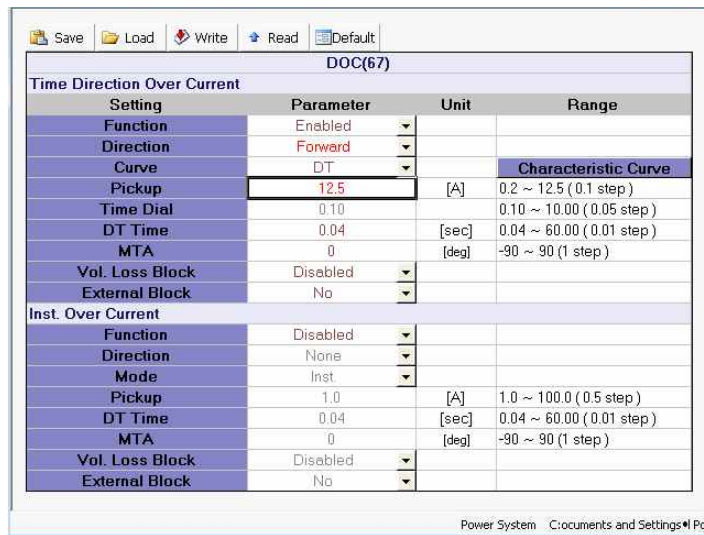 Save Load Write Read Default
DOC(67)
Time Direction Over Current
Setting Parameter Unit Range
Function Enabled
Direction Forward
Curve DT Characteristic Curve
Pickup 12.5 [A] 0.2 ~ 12.5 ( 0.1 step )
Time Dial 0.10 0.10 ~ 10.00 ( 0.05 step )
DT Time 0.04 [sec] 0.04 ~ 60.00 ( 0.01 step )
MTA 0 [deg] -90 ~ 90 (1 step )
Vol. Loss Block Disabled
External Block No
Inst. Over Current
Function Disabled
Direction None
Mode Inst.
Pickup 1.0 [A] 1.0 ~ 100.0 ( 0.5 step )
DT Time 0.04 [sec] 0.04 ~ 60.00 ( 0.01 step )
MTA 0 [deg] -90 ~ 90 (1 step )
Vol. Loss Block Disabled
External Block No
Power System C:ocuments and Settings Po